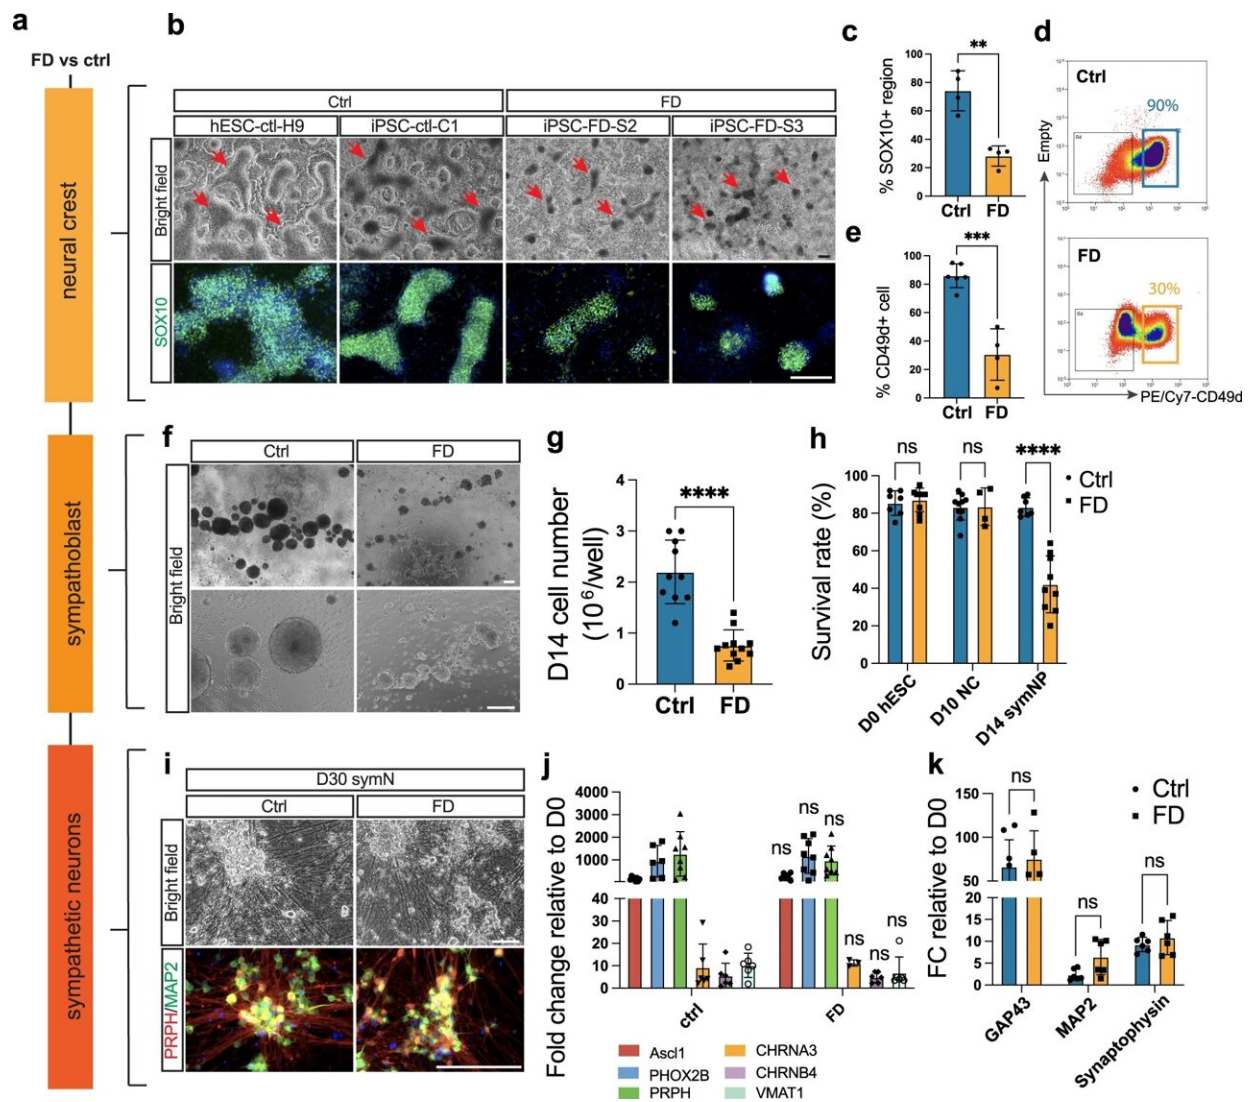 a
FD vs ctrl
neural crest
sympathoblast
sympathetic neurons
b
Ctrl
FD
hESC-ctl-H9
iPSC-ctl-C1
iPSC-FD-S2
iPSC-FD-S3
Bright field
SOX10
c
% SOX10+ region
100
80
60
40
20
0
**
Ctrl
FD
d
Ctrl
90%
Empty
FD
30%
PE/Cy7-CD49d
e
% CD49d+ cell
100
80
60
40
20
0
***
Ctrl
FD
f
Ctrl
FD
Bright field
g
D14 cell number
(10⁶/well)
4
3
2
1
0
****
Ctrl
FD
h
Survival rate (%)
100
80
60
40
20
0
ns
ns
****
Ctrl
FD
D0 hESC
D10 NC
D14 symNP
i
D30 symN
Ctrl
FD
Bright field
PRPH/MAP2
j
Fold change relative to D0
4000
3000
2000
1000
40
30
20
10
0
ns
ns
ns
ns
ns
ns
ctrl
FD
Ascl1
PHOX2B
PRPH
CHRNA3
CHRNB4
VMAT1
k
FC relative to D0
150
100
50
20
15
10
5
0
ns
ns
ns
Ctrl
FD
GAP43
MAP2
Synaptophysin